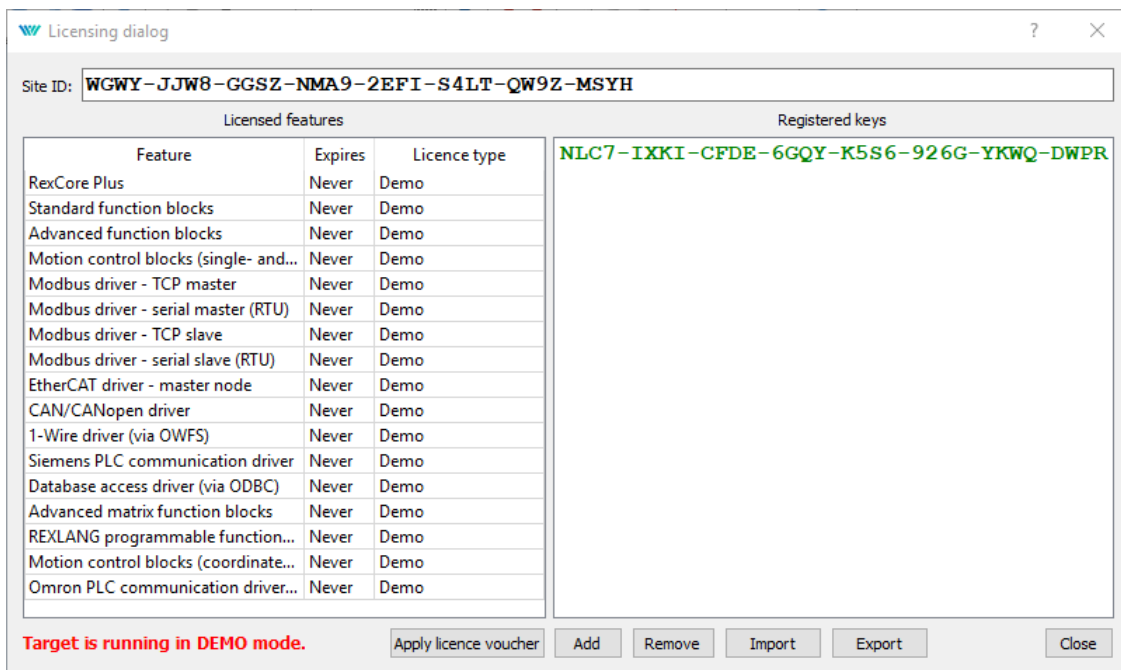 Licensing dialog
? ×
Site ID: WGWY-JJW8-GGSZ-NMA9-2EFI-S4LT-QW9Z-MSYH
Licensed features
Registered keys
Feature Expires Licence type
RexCore Plus Never Demo
Standard function blocks Never Demo
Advanced function blocks Never Demo
Motion control blocks (single- and... Never Demo
Modbus driver - TCP master Never Demo
Modbus driver - serial master (RTU) Never Demo
Modbus driver - TCP slave Never Demo
Modbus driver - serial slave (RTU) Never Demo
EtherCAT driver - master node Never Demo
CAN/CANopen driver Never Demo
1-Wire driver (via OWFS) Never Demo
Siemens PLC communication driver Never Demo
Database access driver (via ODBC) Never Demo
Advanced matrix function blocks Never Demo
REXLANG programmable function... Never Demo
Motion control blocks (coordinate... Never Demo
Omron PLC communication driver... Never Demo
NLC7-IXKI-CFDE-6GQY-K5S6-926G-YKWQ-DWPR
Target is running in DEMO mode.
Apply licence voucher Add Remove Import Export Close